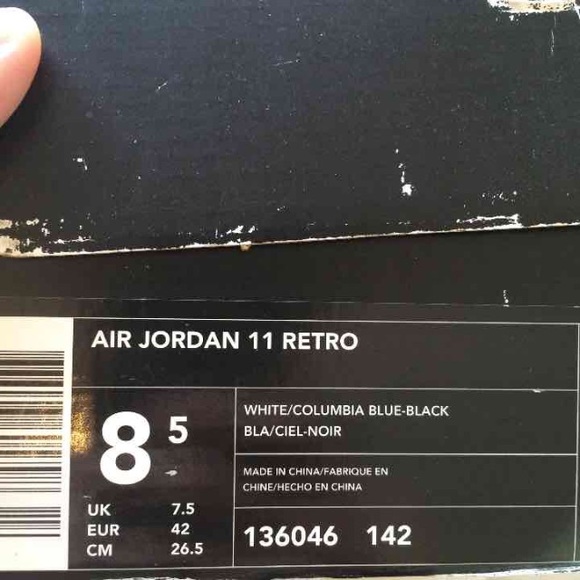 AIR JORDAN 11 RETRO
8 5
UK 7.5
EUR 42
CM 26.5
WHITE/COLUMBIA BLUE-BLACK
BLA/CIEL-NOIR
MADE IN CHINA/FABRIQUE EN
CHINE/HECHO EN CHINA
136046 142